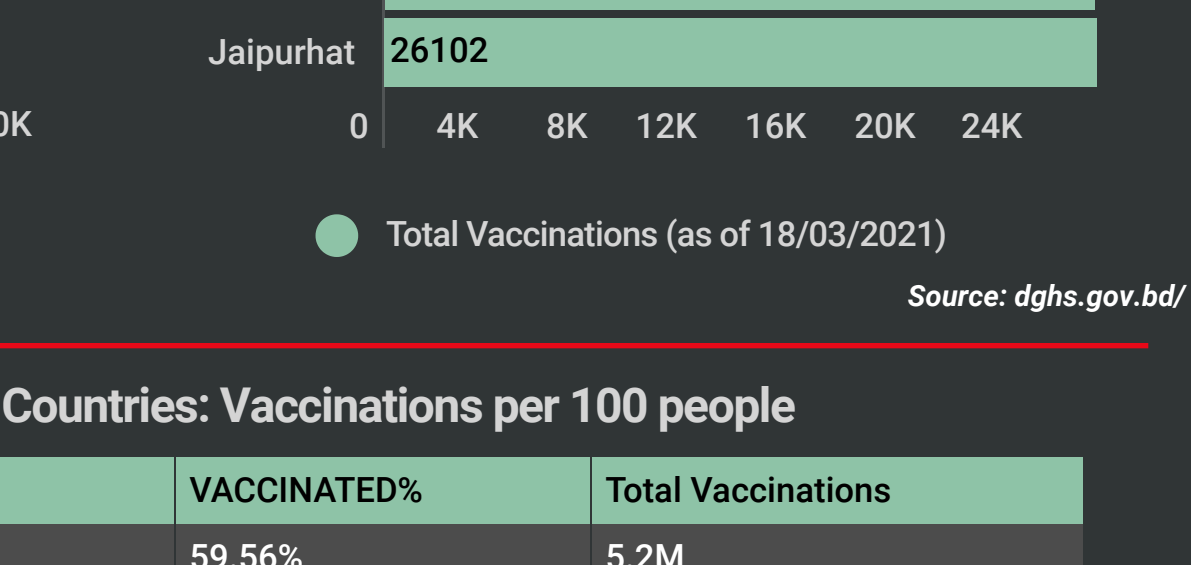 Jaipurhat 26102
0K 0 4K 8K 12K 16K 20K 24K
Total Vaccinations (as of 18/03/2021)
Source: dghs.gov.bd/
Countries: Vaccinations per 100 people
VACCINATED% Total Vaccinations
59.56% 5.2M